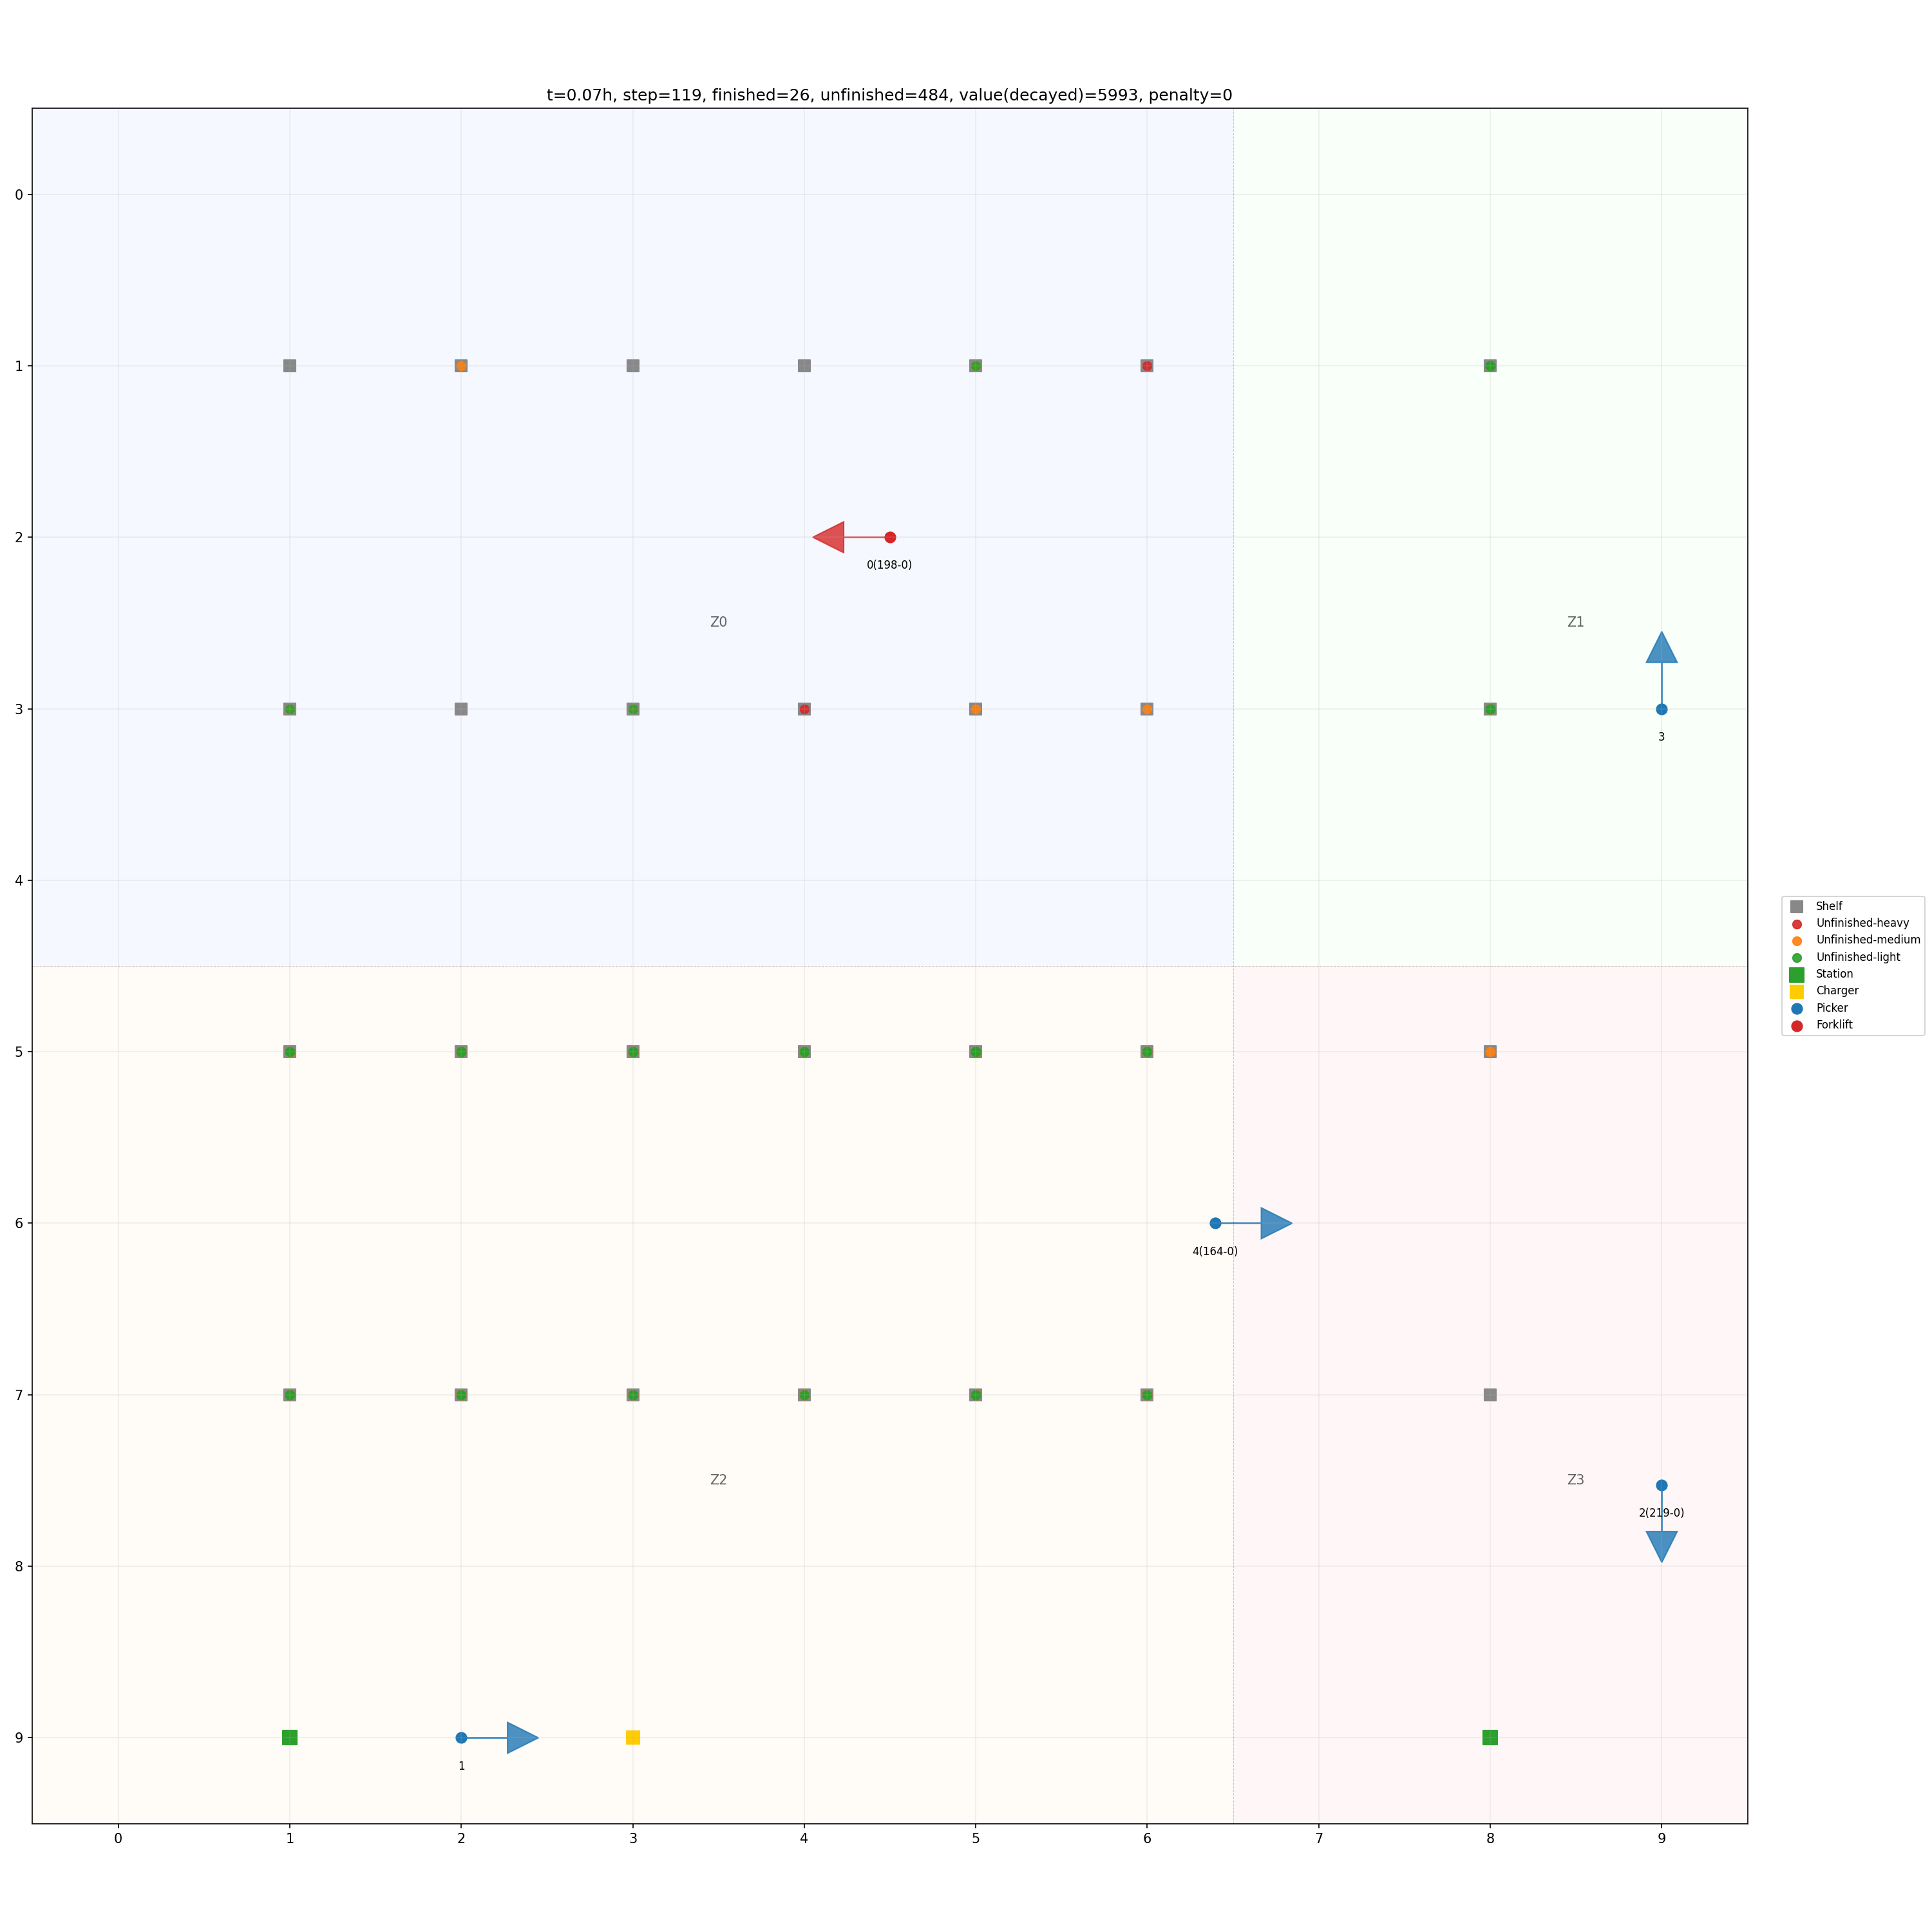 t=0.07h, step=119, finished=26, unfinished=484, value(decayed)=5993, penalty=0
0
1
2
0(198-0)
Z0
Z1
3
3
4
Shelf
Unfinished-heavy
Unfinished-medium
Unfinished-light
Station
Charger
Picker
Forklift
5
6
4(164-0)
7
Z2
Z3
2(219-0)
8
9
1
0 1 2 3 4 5 6 7 8 9